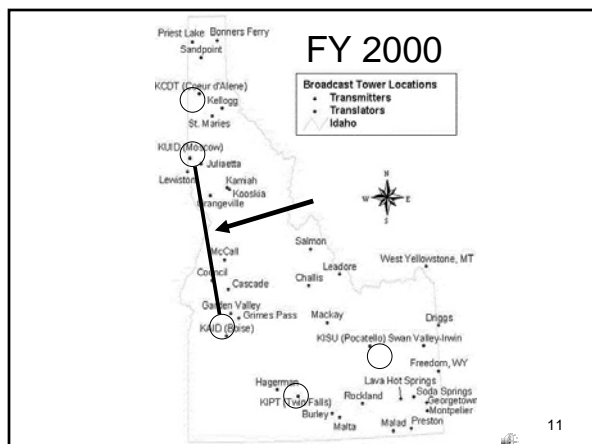 FY 2000
Priest Lake
Bonners Ferry
Sandpoint
Broadcast Tower Locations
Transmitters
Translators
Idaho
KCDT (Coeur d'Alene)
Kellogg
St. Maries
KUID (Moscow)
Juliaetta
Lewiston
Kamiah
Kooskia
Grangeville
N
W
E
S
McCall
Salmon
Leadore
West Yellowstone, MT
Council
Cascade
Challis
Garden Valley
Grimes Pass
Mackay
Driggs
KAID (Boise)
KISU (Pocatello)
Swan Valley-Irwin
Freedom, WY
Hagerman
Lava Hot Springs
Soda Springs
KIPT (Twin Falls)
Rockland
Georgetown
Montpelier
Burley
Malta
Malad
Preston
11